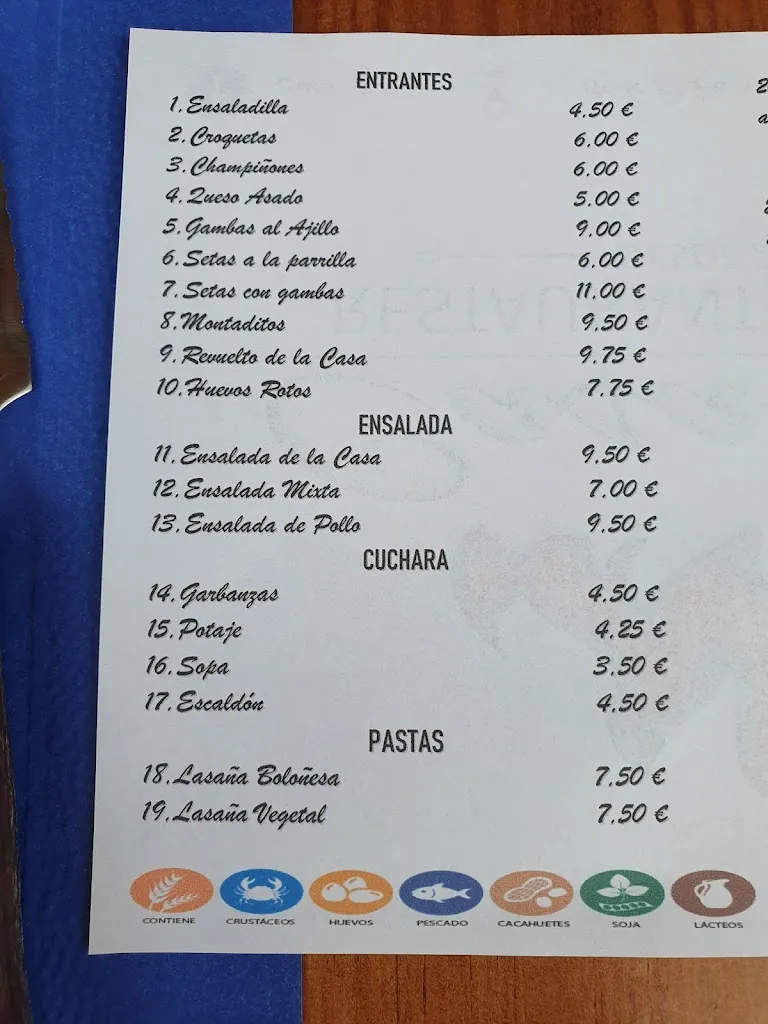 ENTRANTES
1. Ensaladilla 4.50 €
2. Croquetas 6.00 €
3. Champiñones 6.00 €
4. Queso Asado 5.00 €
5. Gambas al Ajillo 9.00 €
6. Setas a la parrilla 6.00 €
7. Setas con gambas 11.00 €
8. Montaditos 9.50 €
9. Revuelto de la Casa 9.75 €
10. Huevos Rotos 7.75 €
ENSALADA
11. Ensalada de la Casa 9.50 €
12. Ensalada Mixta 7.00 €
13. Ensalada de Pollo 9.50 €
CUCHARA
14. Garbanzas 4.50 €
15. Potaje 4.25 €
16. Sopa 3.50 €
17. Escaldón 4.50 €
PASTAS
18. Lasaña Boloñesa 7.50 €
19. Lasaña Vegetal 7.50 €
CONTIENE CRUSTÁCEOS HUEVOS PESCADO CACAHUETES SOJA LÁCTEOS